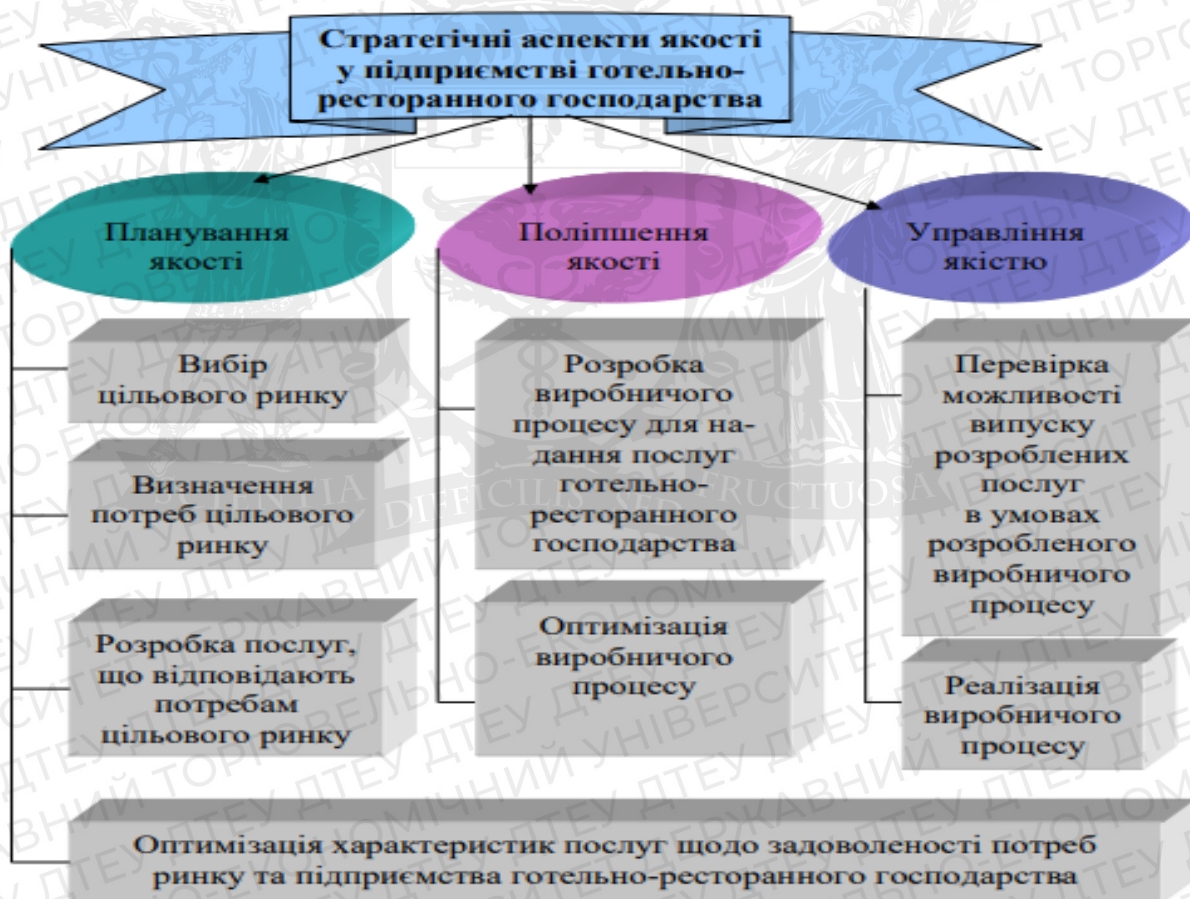 Стратегічні аспекти якості
у підприємстві готельно-
ресторанного господарства
Планування
якості
Поліпшення
якості
Управління
якістю
Вибір
цільового ринку
Визначення
потреб цільового
ринку
Розробка послуг,
що відповідають
потребам
цільового ринку
Розробка
виробничого
процесу для на-
дання послуг
готельно-
ресторанного
господарства
Оптимізація
виробничого
процесу
Перевірка
можливості
випуску
розроблених
послуг
в умовах
розробленого
виробничого
процесу
Реалізація
виробничого
процесу
Оптимізація характеристик послуг щодо задоволеності потреб
ринку та підприємства готельно-ресторанного господарства